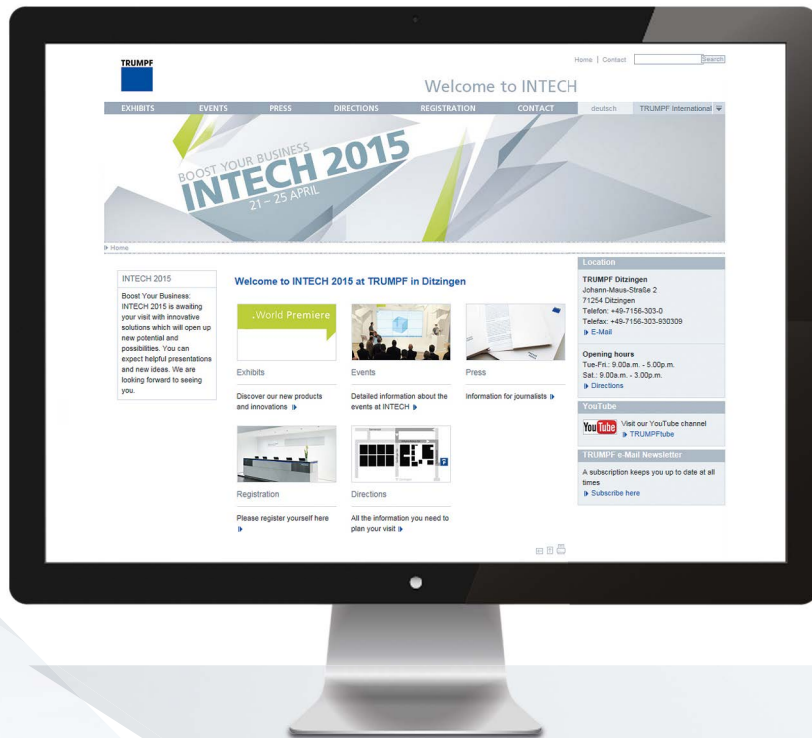 TRUMPF
Home | Contact
Search
Welcome to INTECH
EXHIBITS EVENTS PRESS DIRECTIONS REGISTRATION CONTACT deutsch TRUMPF International
BOOST YOUR BUSINESS
INTECH 2015
21 – 25 APRIL
Home
INTECH 2015
Boost Your Business:
INTECH 2015 is awaiting
your visit with innovative
solutions which will open up
new potential and
possibilities. You can
expect helpful presentations
and new ideas. We are
looking forward to seeing
you.
Welcome to INTECH 2015 at TRUMPF in Ditzingen
.World Premiere
Exhibits
Discover our new products
and innovations
Events
Detailed information about the
events at INTECH
Press
Information for journalists
Registration
Please register yourself here
Directions
All the information you need to
plan your visit
Location
TRUMPF Ditzingen
Johann-Maus-Straße 2
71254 Ditzingen
Telefon: +49-7156-303-0
Telefax: +49-7156-303-930309
E-Mail
Opening hours
Tue-Fri.: 9.00a.m. - 5.00p.m.
Sat.: 9.00a.m. - 3.00p.m.
Directions
YouTube
YouTube
Visit our YouTube channel
TRUMPFtube
TRUMPF e-Mail Newsletter
A subscription keeps you up to date at all
times
Subscribe here